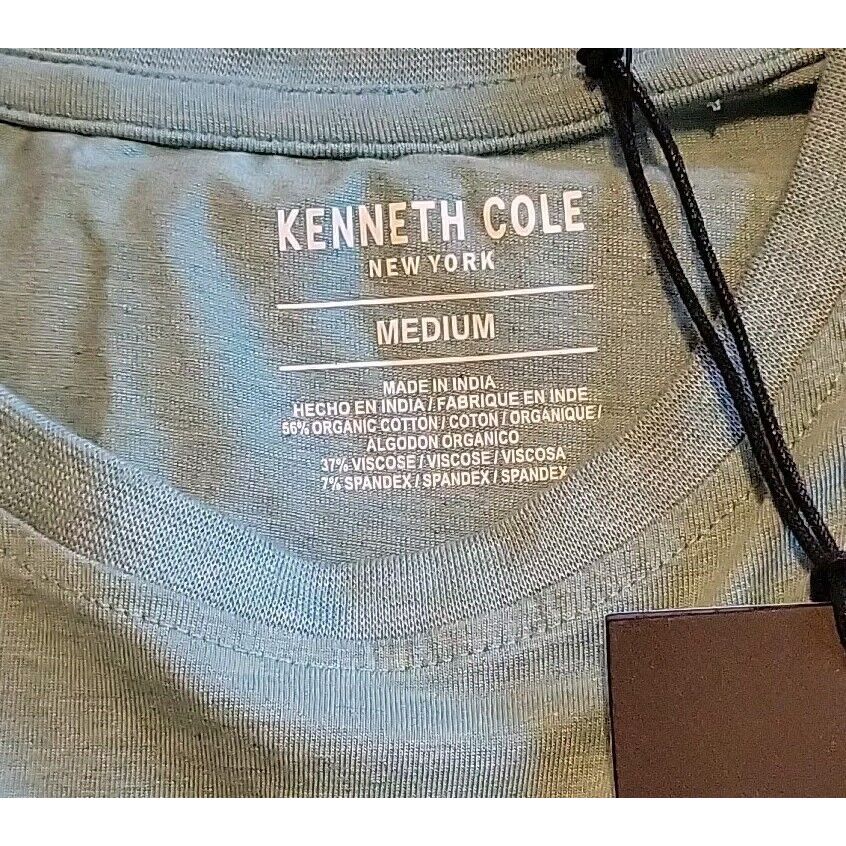 KENNETH COLE
NEW YORK
MEDIUM
MADE IN INDIA
HECHO EN INDIA / FABRIQUE EN INDE
56% ORGANIC COTTON / COTON / ORGANIQUE /
ALGODON ORGANICO
37% VISCOSE / VISCOSE / VISCOSA
7% SPANDEX / SPANDEX / SPANDEX